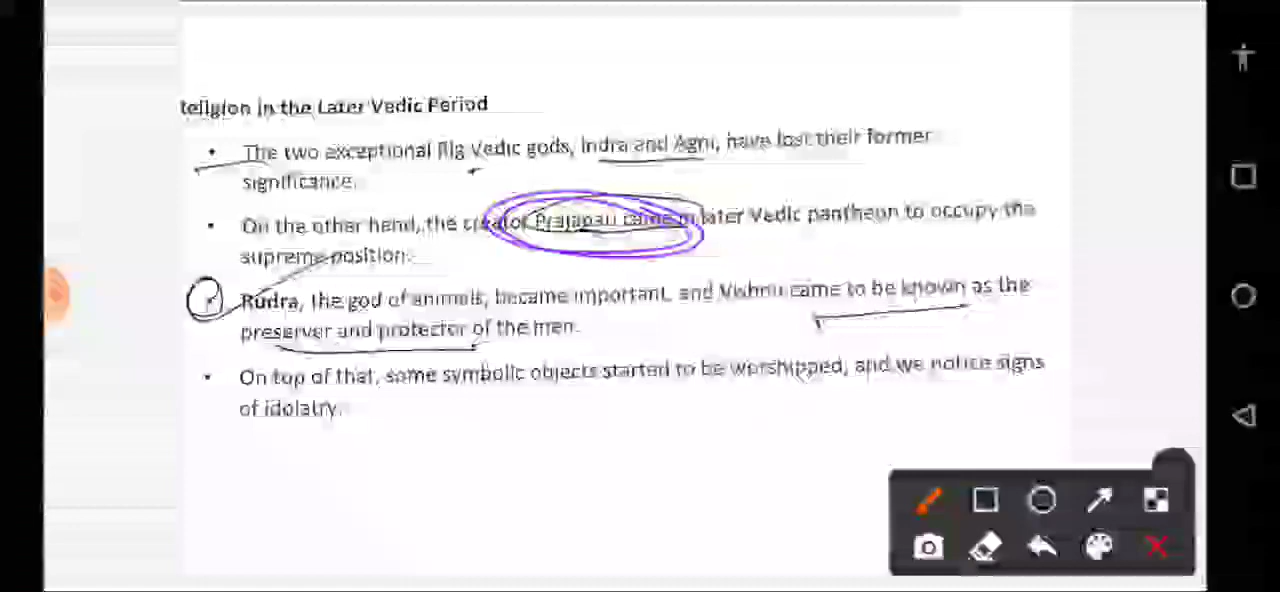 teligion in the Later Vedic Period
• The two exceptional Rig Vedic gods, Indra and Agni, have lost their former
significance.
• On the other hand, the creator Prajapati came in later Vedic pantheon to occupy the
supreme position.
• Rudra, the god of animals, became important, and Vishnu came to be known as the
preserver and protector of the men.
• On top of that, some symbolic objects started to be worshipped, and we notice signs
of idolatry.